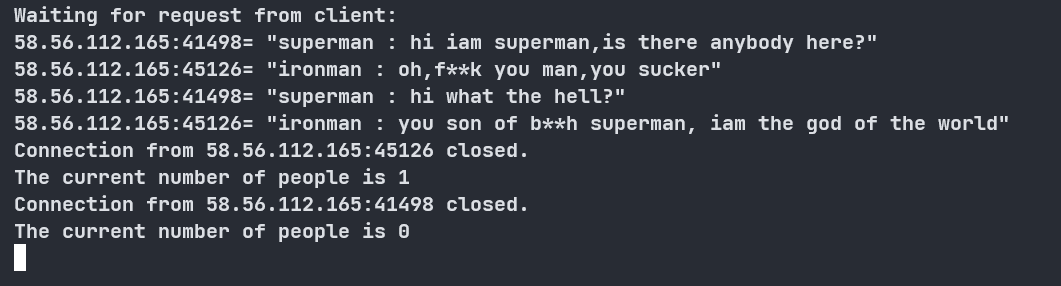 Waiting for request from client:
58.56.112.165:41498= "superman : hi iam superman,is there anybody here?"
58.56.112.165:45126= "ironman : oh,f**k you man,you sucker"
58.56.112.165:41498= "superman : hi what the hell?"
58.56.112.165:45126= "ironman : you son of b**h superman, iam the god of the world"
Connection from 58.56.112.165:45126 closed.
The current number of people is 1
Connection from 58.56.112.165:41498 closed.
The current number of people is 0